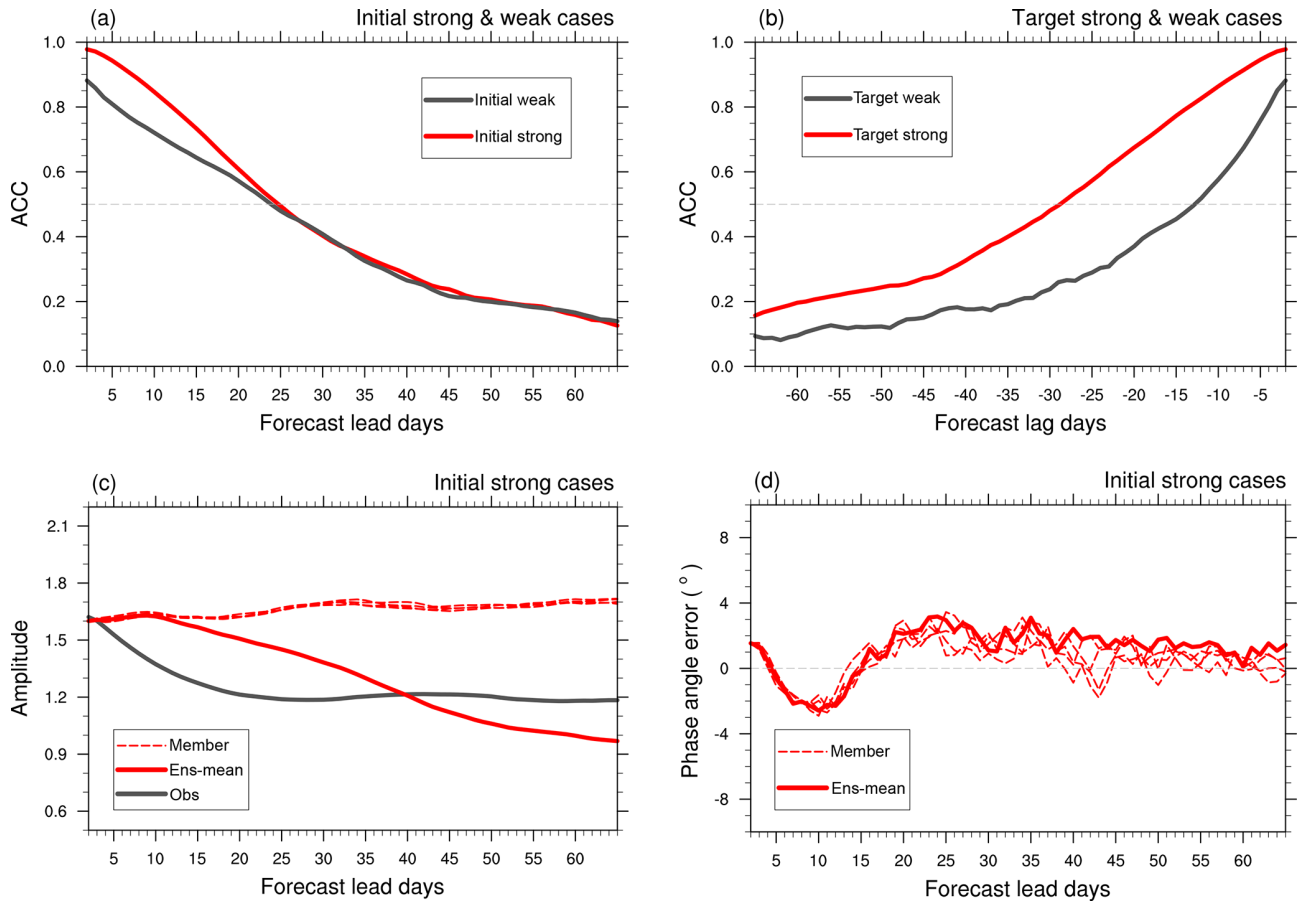 (a) Initial strong & weak cases
1.0
0.8
0.6
0.4
0.2
0.0
ACC
Initial weak
Initial strong
5 10 15 20 25 30 35 40 45 50 55 60
Forecast lead days
(b) Target strong & weak cases
1.0
0.8
0.6
0.4
0.2
0.0
ACC
Target weak
Target strong
-60 -55 -50 -45 -40 -35 -30 -25 -20 -15 -10 -5
Forecast lag days
(c) Initial strong cases
2.1
1.8
1.5
1.2
0.9
0.6
Amplitude
Member
Ens-mean
Obs
5 10 15 20 25 30 35 40 45 50 55 60
Forecast lead days
(d) Initial strong cases
8
4
0
-4
-8
Phase angle error ( ° )
Member
Ens-mean
5 10 15 20 25 30 35 40 45 50 55 60
Forecast lead days